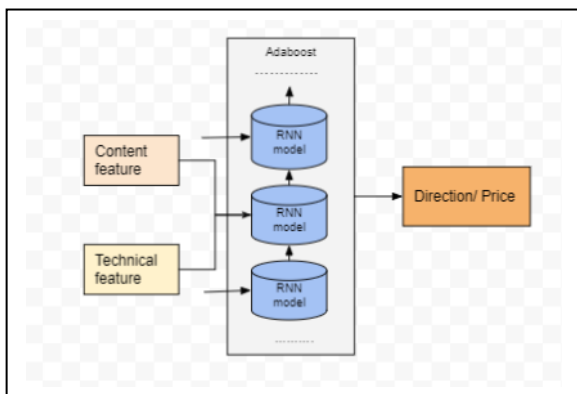 Adaboost
RNN
model
Content
feature
RNN
model
Direction/ Price
Technical
feature
RNN
model